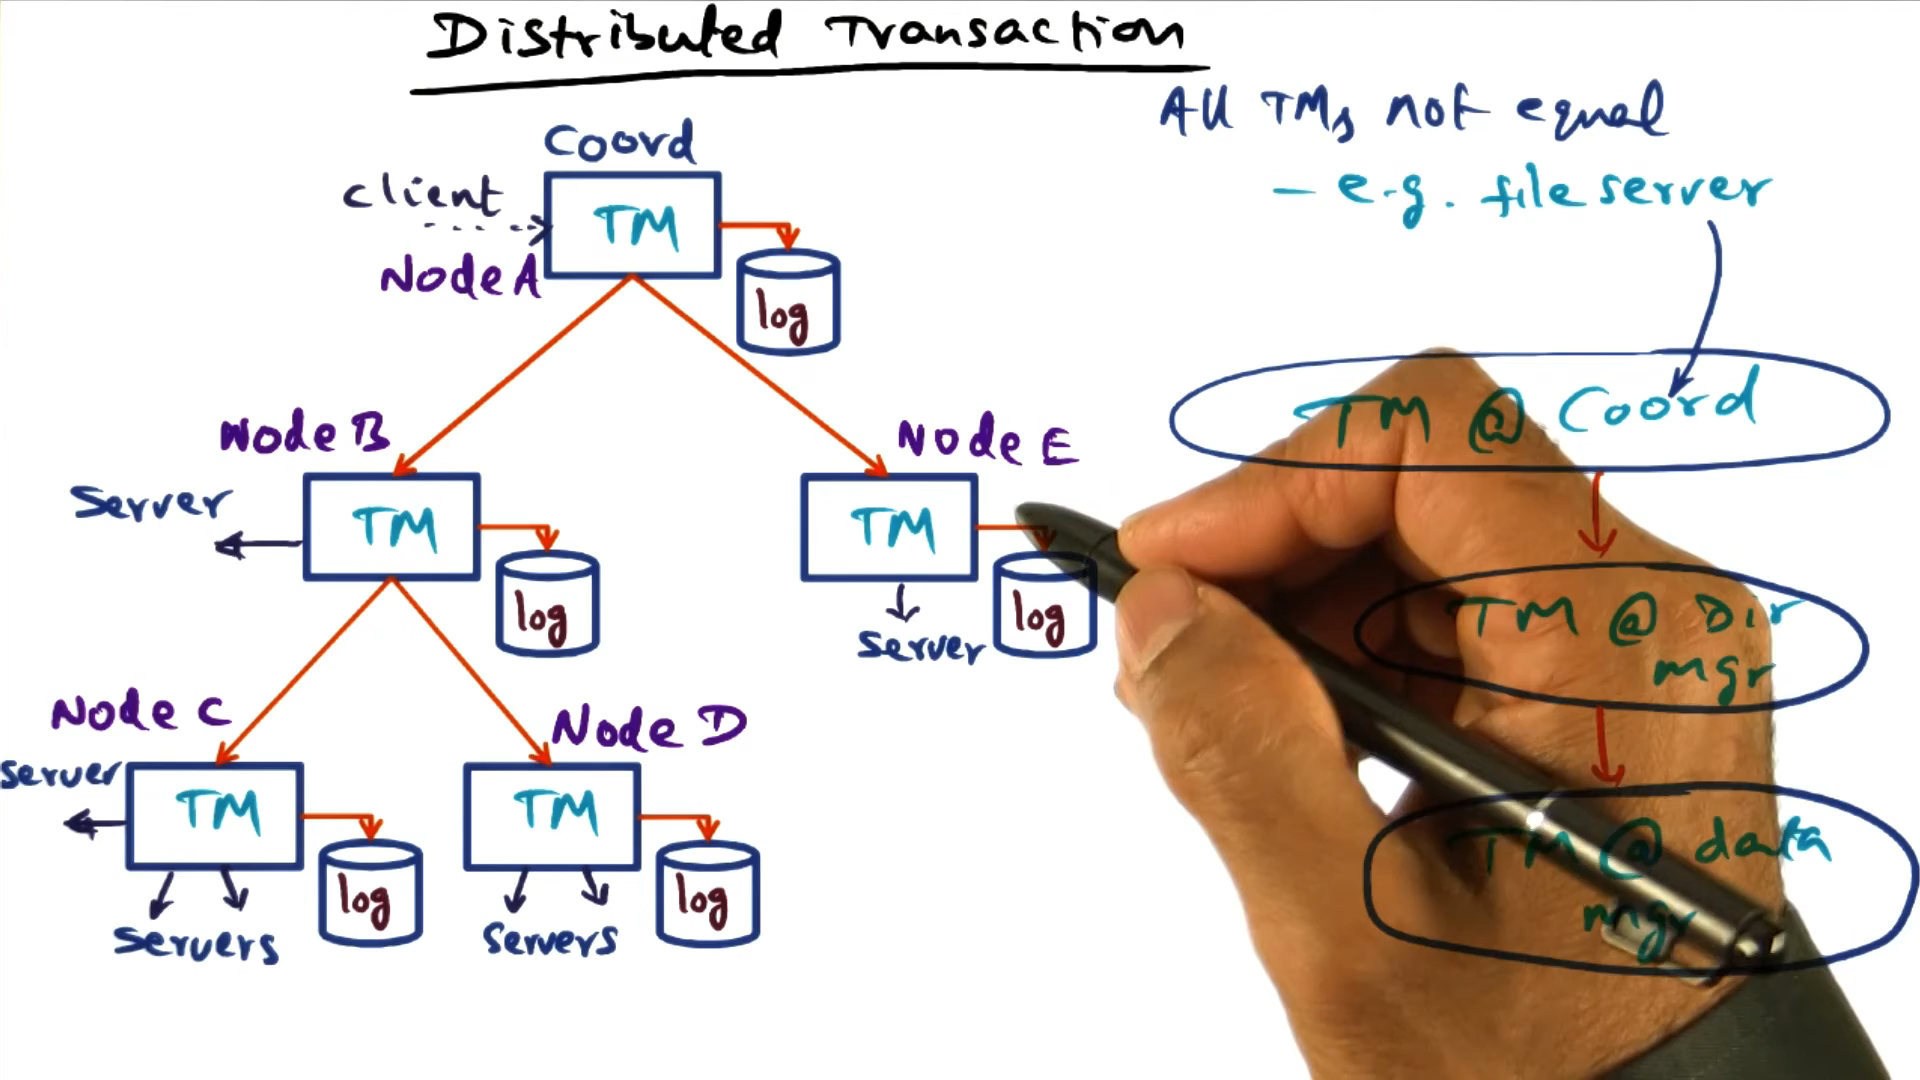 Distributed Transaction
All TMs not equal
- e.g. file server
Coord
client
TM
Node A
log
Node B
Server
TM
log
Node E
TM
log
server
Node C
server
TM
log
servers
Node D
TM
log
servers
TM @ Coord
TM @ Dir
mgr
TM @ data
mgr